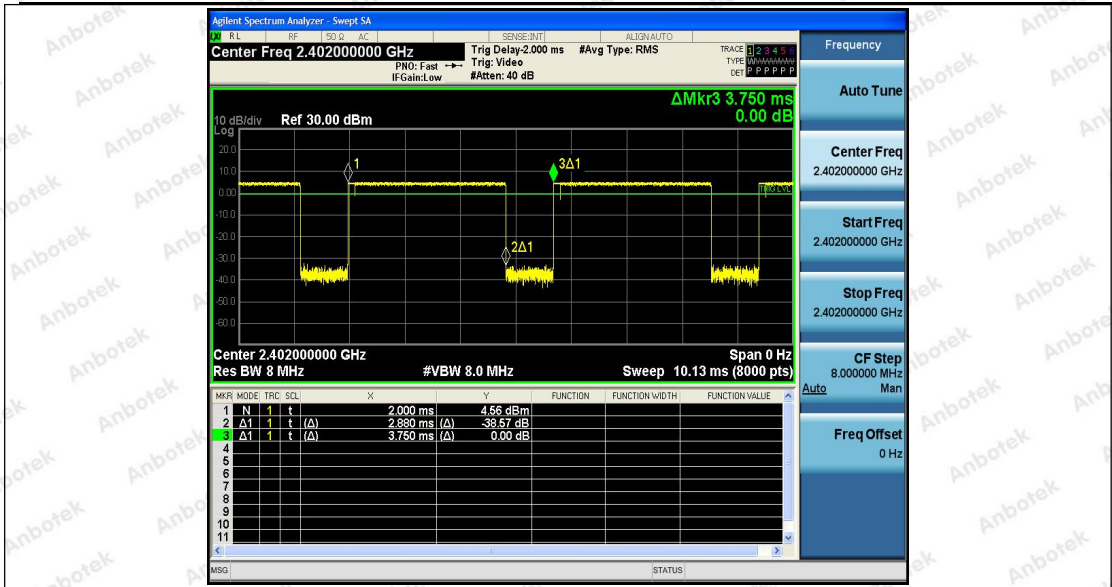 Agilent Spectrum Analyzer - Swept SA
RL RF 50 Ω AC SENSE:INT ALIGN AUTO
Center Freq 2.402000000 GHz
PNO: Fast
IFGain:Low
Trig Delay-2.000 ms
Trig: Video
#Atten: 40 dB
#Avg Type: RMS
TRACE 1 2 3 4 5 6
TYPE
DET P P P P P P
ΔMkr3 3.750 ms
0.00 dB
10 dB/div Ref 30.00 dBm
Log
20.0
10.0
0.00
-10.0
-20.0
-30.0
-40.0
-50.0
-60.0
1
2Δ1
3Δ1
TRIG LVL
Center 2.402000000 GHz Span 0 Hz
Res BW 8 MHz #VBW 8.0 MHz Sweep 10.13 ms (8000 pts)
MKR MODE TRC SCL X Y FUNCTION FUNCTION WIDTH FUNCTION VALUE
1 N 1 t 2.000 ms 4.56 dBm
2 Δ1 1 t (Δ) 2.880 ms (Δ) -38.57 dB
3 Δ1 1 t (Δ) 3.750 ms (Δ) 0.00 dB
4
5
6
7
8
9
10
11
MSG STATUS
Frequency
Auto Tune
Center Freq
2.402000000 GHz
Start Freq
2.402000000 GHz
Stop Freq
2.402000000 GHz
CF Step
8.000000 MHz
Auto Man
Freq Offset
0 Hz
Anbotek